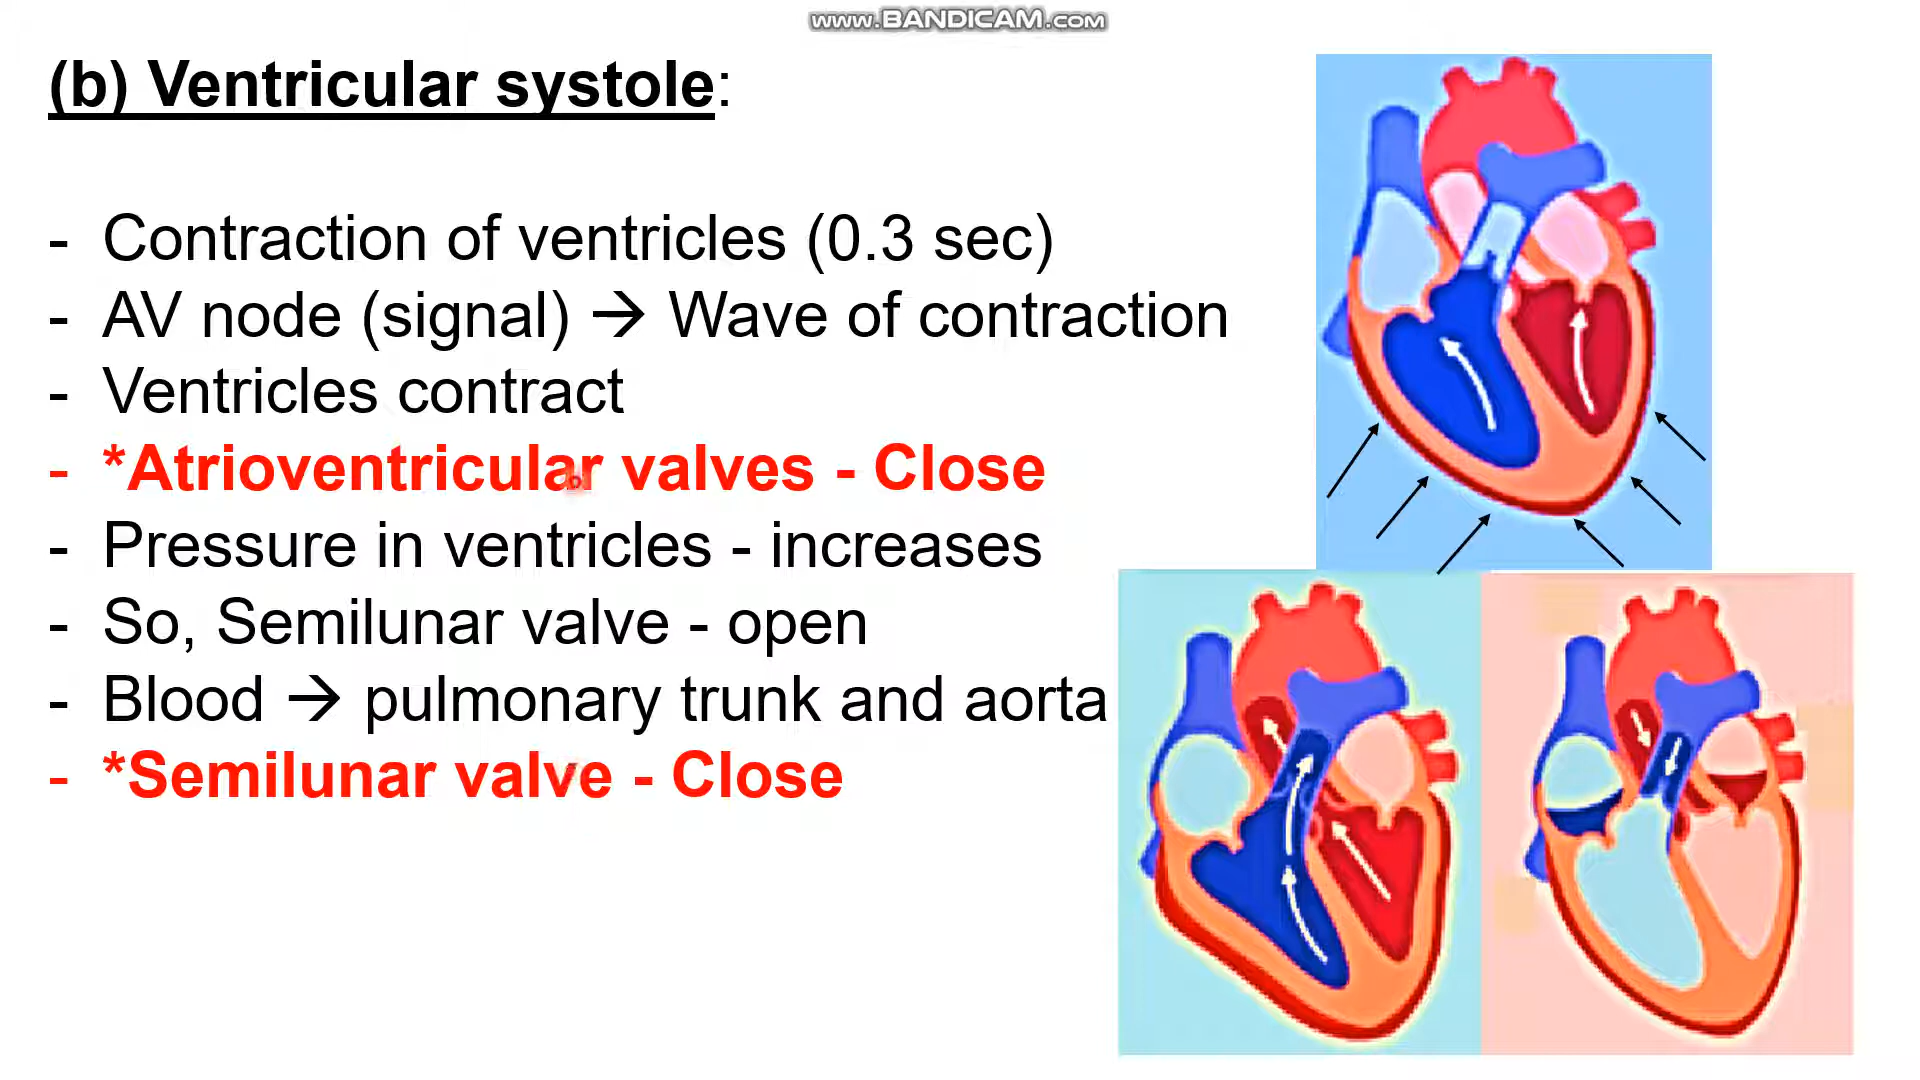 www.BANDICAM.com
(b) Ventricular systole:
- Contraction of ventricles (0.3 sec)
- AV node (signal) → Wave of contraction
- Ventricles contract
- *Atrioventricular valves - Close
- Pressure in ventricles - increases
- So, Semilunar valve - open
- Blood → pulmonary trunk and aorta
- *Semilunar valve - Close